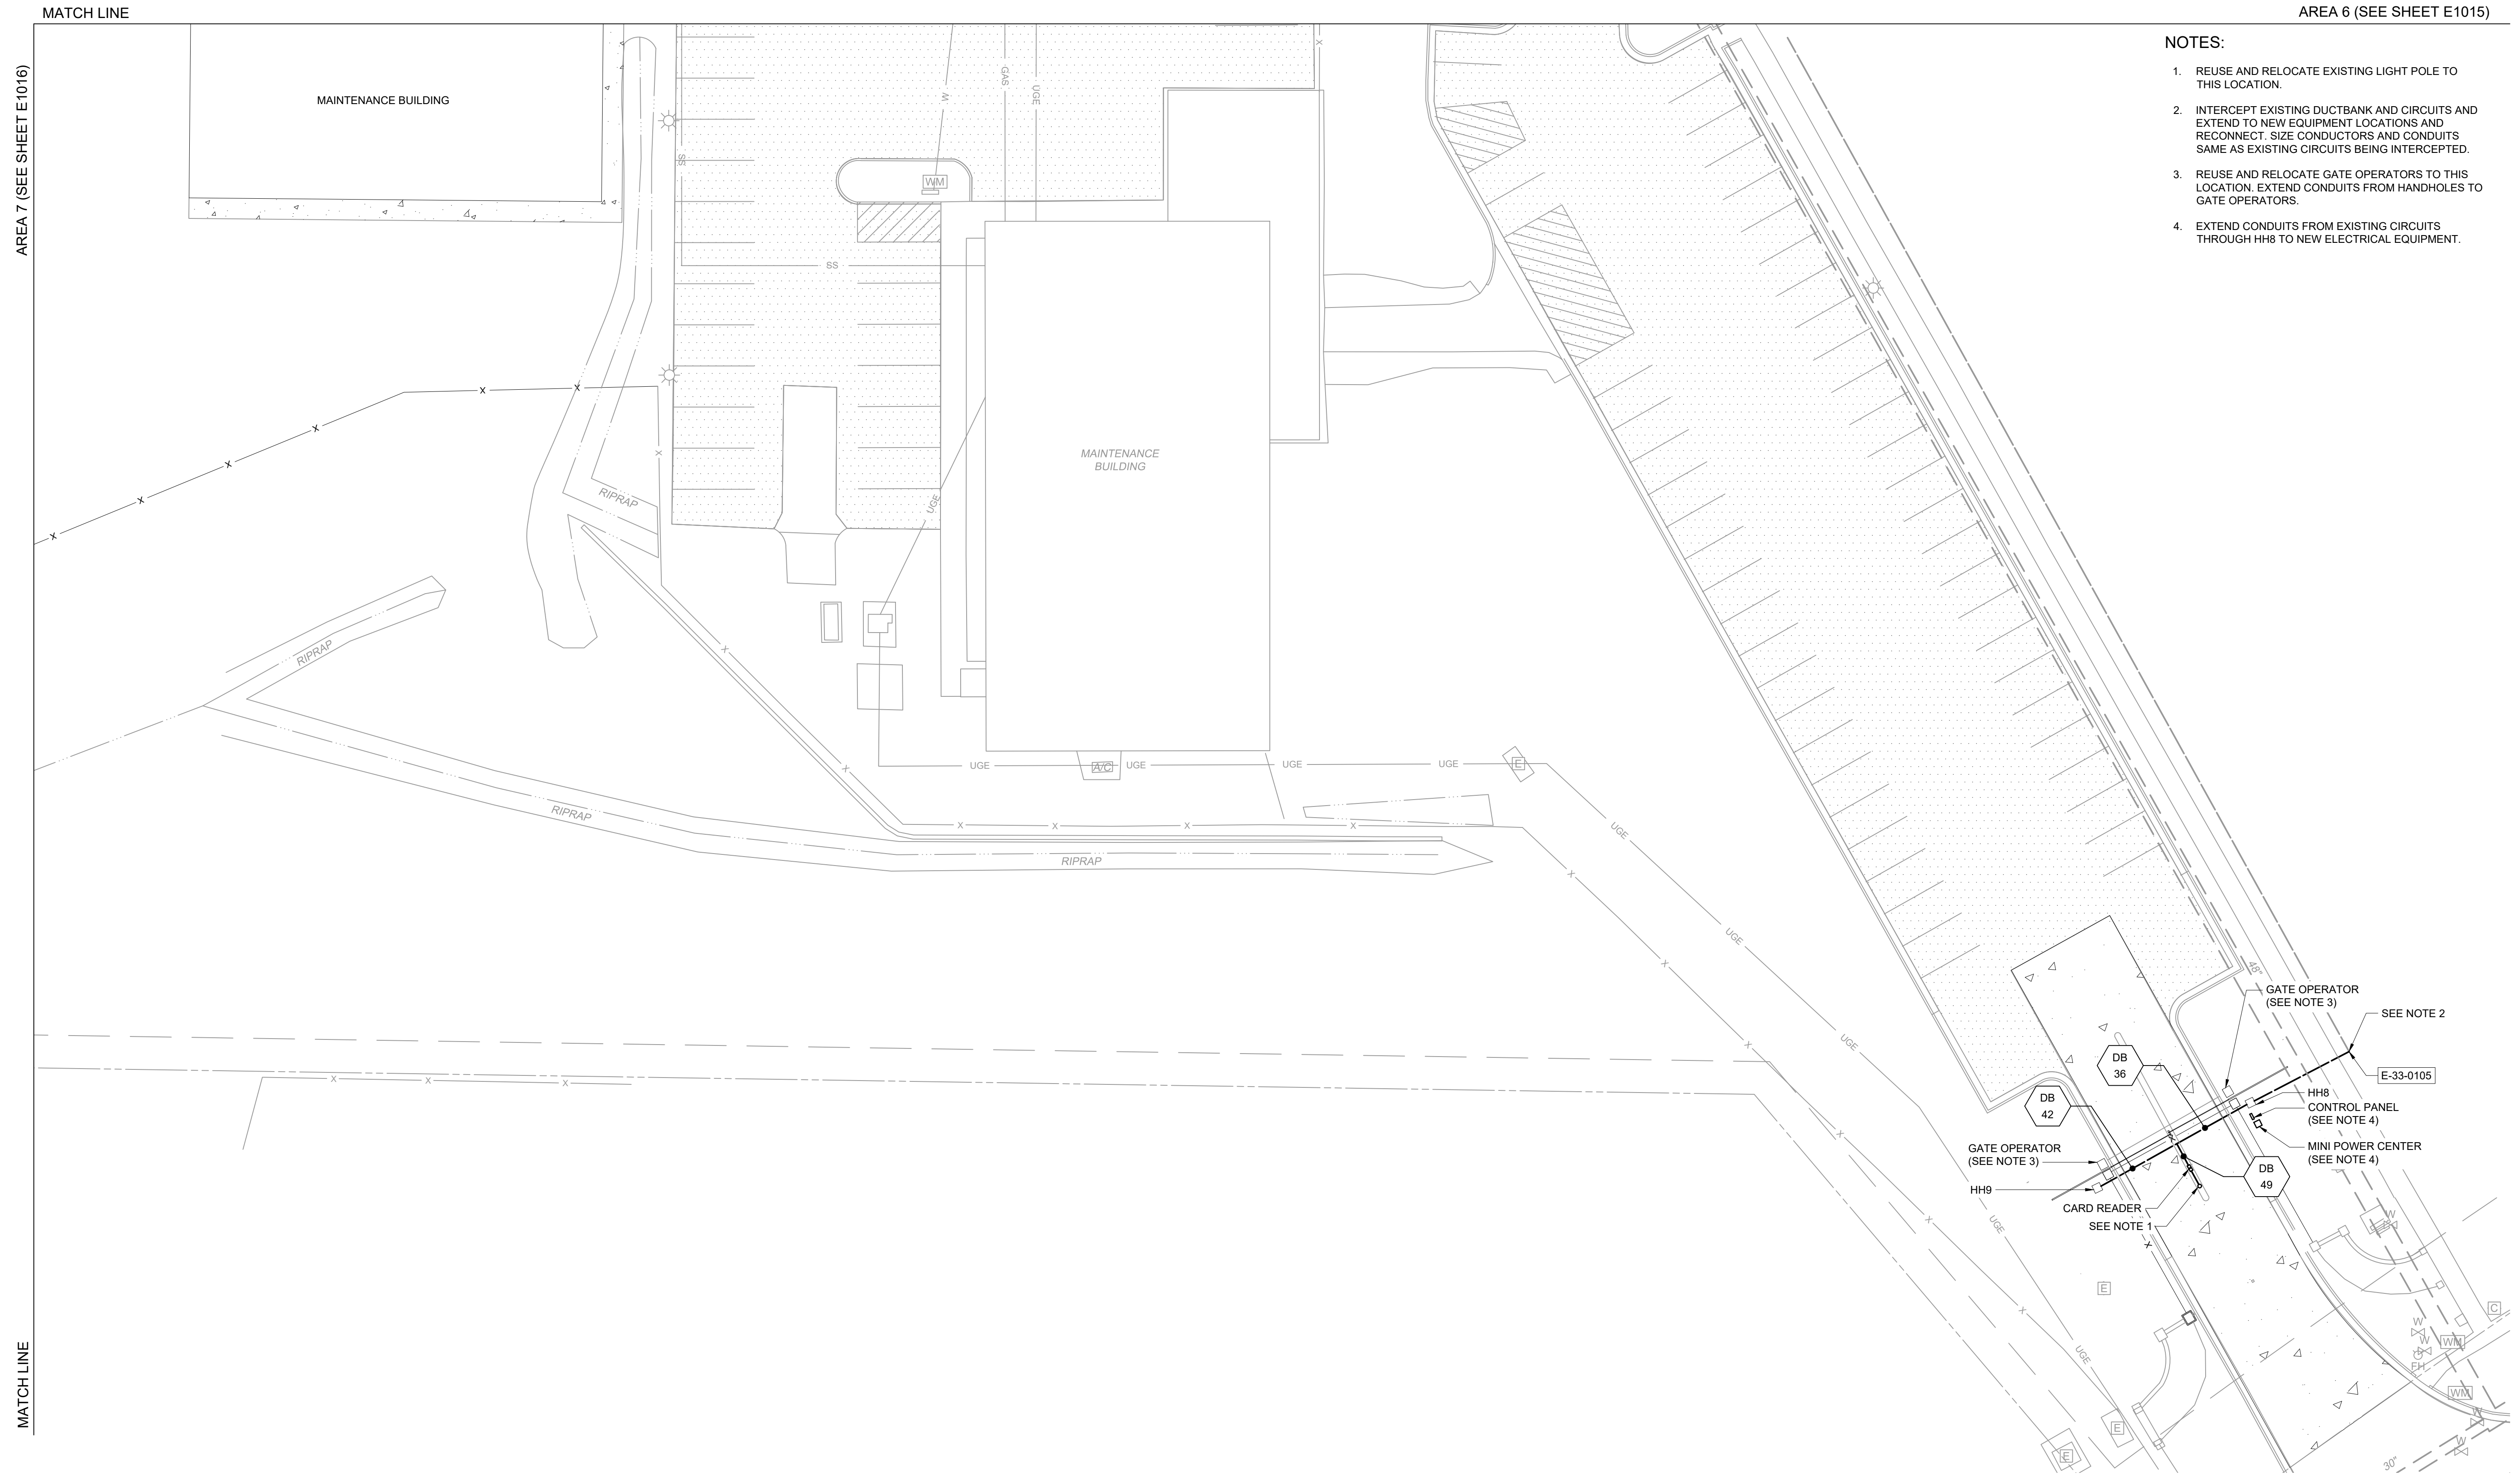 MATCH LINE
AREA 6 (SEE SHEET E1015)
AREA 7 (SEE SHEET E1016)
MATCH LINE
NOTES:
1. REUSE AND RELOCATE EXISTING LIGHT POLE TO
THIS LOCATION.
2. INTERCEPT EXISTING DUCTBANK AND CIRCUITS AND
EXTEND TO NEW EQUIPMENT LOCATIONS AND
RECONNECT. SIZE CONDUCTORS AND CONDUITS
SAME AS EXISTING CIRCUITS BEING INTERCEPTED.
3. REUSE AND RELOCATE GATE OPERATORS TO THIS
LOCATION. EXTEND CONDUITS FROM HANDHOLES TO
GATE OPERATORS.
4. EXTEND CONDUITS FROM EXISTING CIRCUITS
THROUGH HH8 TO NEW ELECTRICAL EQUIPMENT.
MAINTENANCE BUILDING
X
W
GAS
UGE
SS
WM
SS
X
X
X
X
X
X
X
MAINTENANCE
BUILDING
RIPRAP
UGE
RIPRAP
X
X
UGE
A/C
UGE
UGE
UGE
E
RIPRAP
X
X
X
X
UGE
RIPRAP
X
UGE
X
48"
GATE OPERATOR
(SEE NOTE 3)
SEE NOTE 2
UGE
X
DB
36
E-33-0105
X
X
X
HH8
DB
42
CONTROL PANEL
(SEE NOTE 4)
X
X
GATE OPERATOR
(SEE NOTE 3)
MINI POWER CENTER
(SEE NOTE 4)
DB
49
HH9
CARD READER
SEE NOTE 1
X
UGE
W
X
E
C
X
W
W
WM
FH
UGE
WM
W
E
W
E
30"